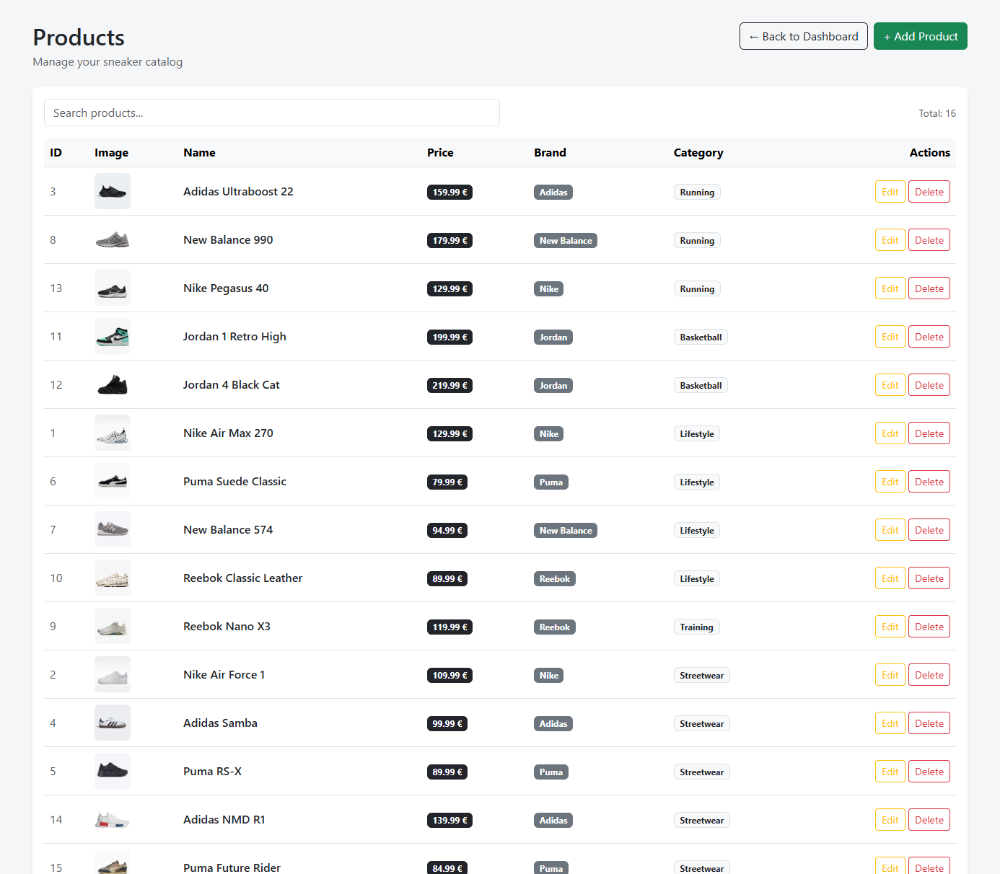 Products
← Back to Dashboard
+ Add Product
Manage your sneaker catalog
Search products...
Total: 16
ID Image Name Price Brand Category Actions
3 Adidas Ultraboost 22 159.99 € Adidas Running Edit Delete
8 New Balance 990 179.99 € New Balance Running Edit Delete
13 Nike Pegasus 40 129.99 € Nike Running Edit Delete
11 Jordan 1 Retro High 199.99 € Jordan Basketball Edit Delete
12 Jordan 4 Black Cat 219.99 € Jordan Basketball Edit Delete
1 Nike Air Max 270 129.99 € Nike Lifestyle Edit Delete
6 Puma Suede Classic 79.99 € Puma Lifestyle Edit Delete
7 New Balance 574 94.99 € New Balance Lifestyle Edit Delete
10 Reebok Classic Leather 89.99 € Reebok Lifestyle Edit Delete
9 Reebok Nano X3 119.99 € Reebok Training Edit Delete
2 Nike Air Force 1 109.99 € Nike Streetwear Edit Delete
4 Adidas Samba 99.99 € Adidas Streetwear Edit Delete
5 Puma RS-X 89.99 € Puma Streetwear Edit Delete
14 Adidas NMD R1 139.99 € Adidas Streetwear Edit Delete
15 Puma Future Rider 84.99 € Puma Streetwear Edit Delete